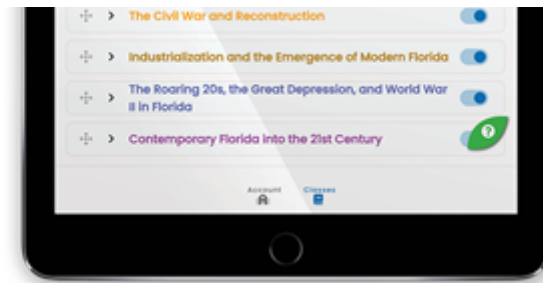 The Civil War and Reconstruction
Industrialization and the Emergence of Modern Florida
The Roaring 20s, the Great Depression, and World War
II in Florida
Contemporary Florida into the 21st Century
?
Account Classes